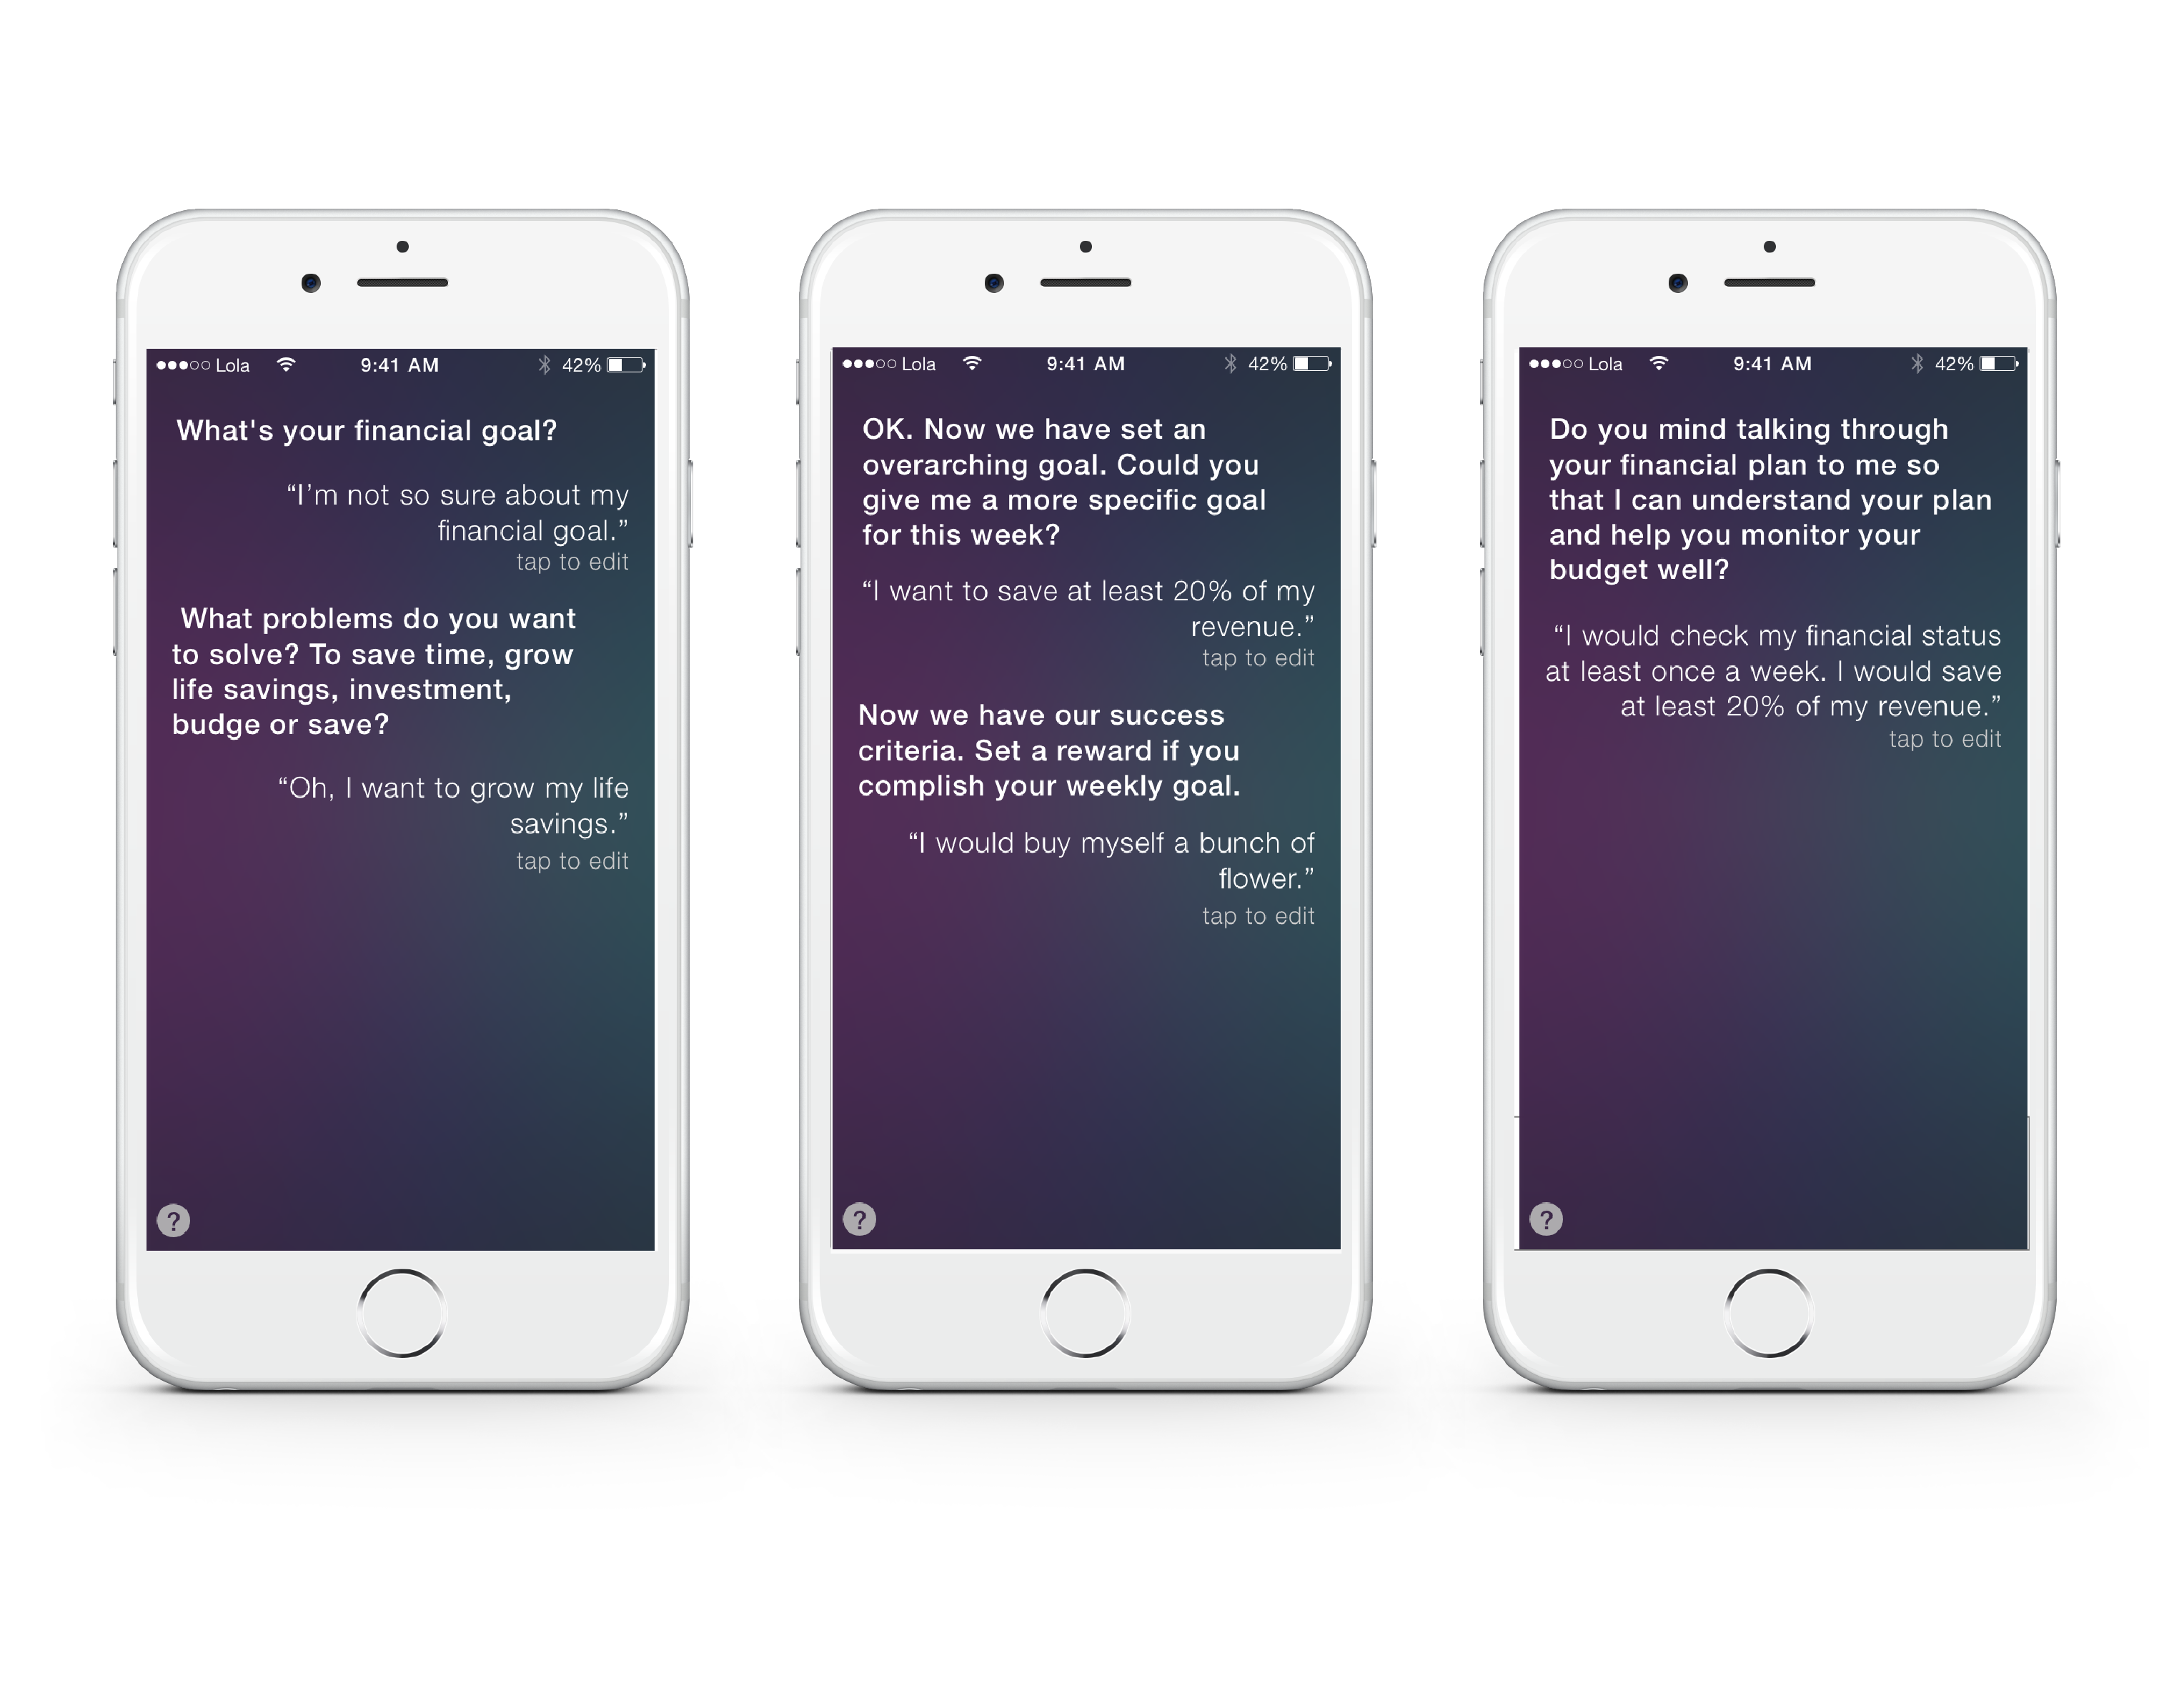 Lola 9:41 AM 42%
What's your financial goal?
“I’m not so sure about my
financial goal.”
tap to edit
What problems do you want
to solve? To save time, grow
life savings, investment,
budge or save?
“Oh, I want to grow my life
savings.”
tap to edit
?
Lola 9:41 AM 42%
OK. Now we have set an
overarching goal. Could you
give me a more specific goal
for this week?
“I want to save at least 20% of my
revenue.”
tap to edit
Now we have our success
criteria. Set a reward if you
complish your weekly goal.
“I would buy myself a bunch of
flower.”
tap to edit
?
Lola 9:41 AM 42%
Do you mind talking through
your financial plan to me so
that I can understand your plan
and help you monitor your
budget well?
“I would check my financial status
at least once a week. I would save
at least 20% of my revenue.”
tap to edit
?